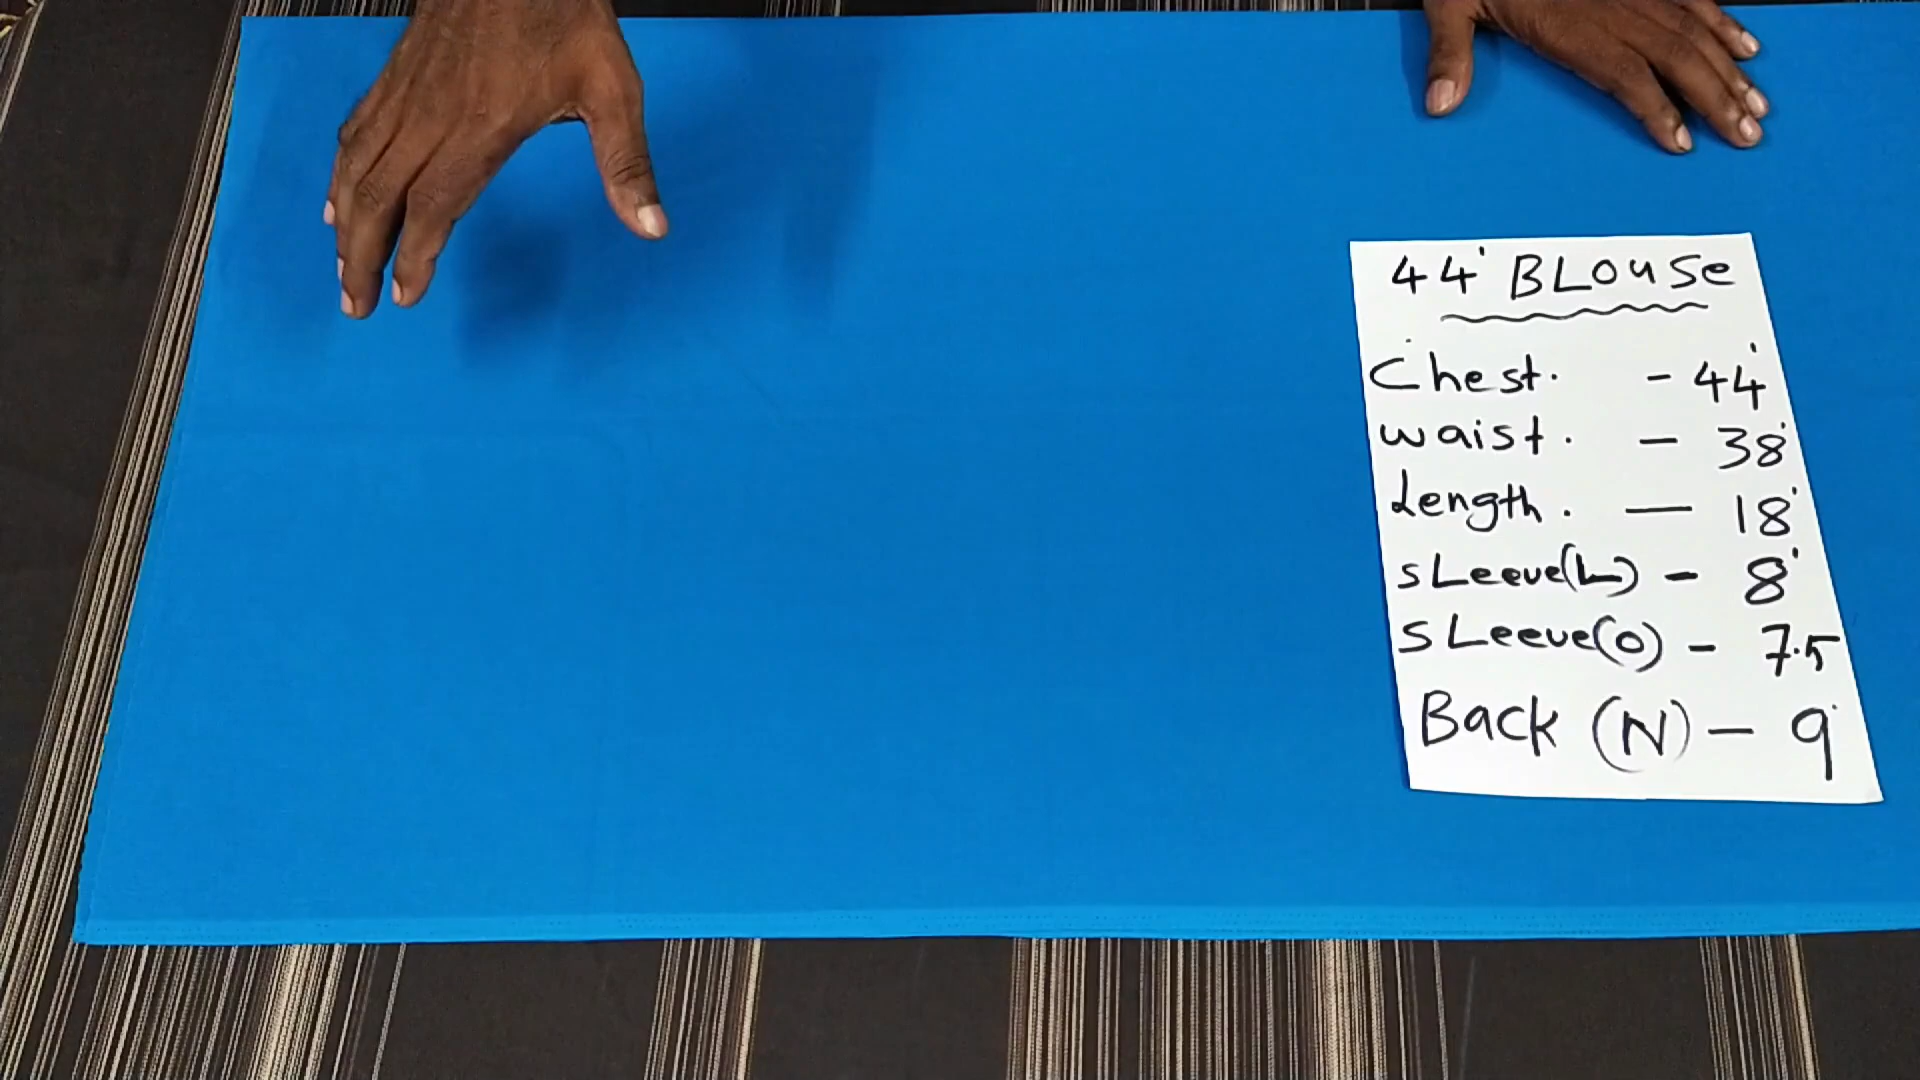 44' BLouse
Chest. - 44'
waist. - 38'
Length. - 18'
sLeeve(L) - 8'
sLeeve(o) - 7.5
Back (N) - 9'